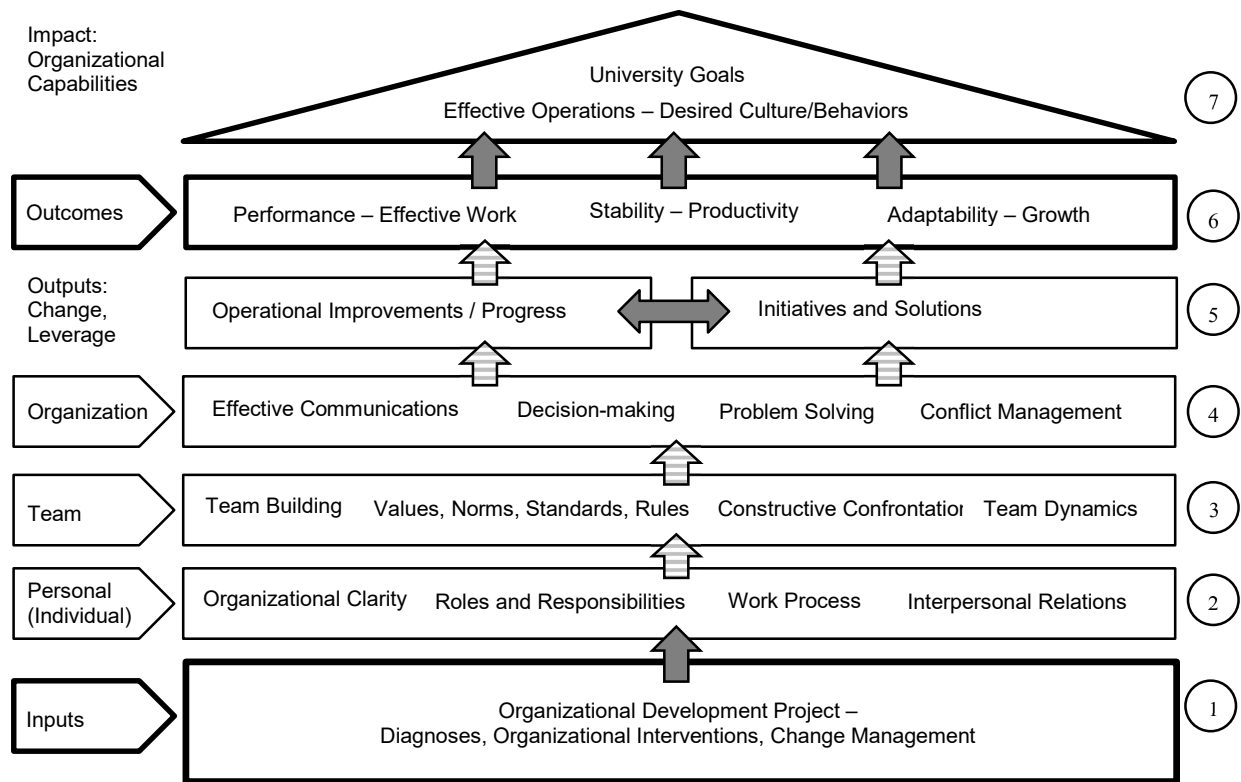 Impact:
Organizational
Capabilities
University Goals
Effective Operations – Desired Culture/Behaviors
7
Outcomes
Performance – Effective Work
Stability – Productivity
Adaptability – Growth
6
Outputs:
Change,
Leverage
Operational Improvements / Progress
Initiatives and Solutions
5
Organization
Effective Communications
Decision-making
Problem Solving
Conflict Management
4
Team
Team Building
Values, Norms, Standards, Rules
Constructive Confrontation
Team Dynamics
3
Personal
(Individual)
Organizational Clarity
Roles and Responsibilities
Work Process
Interpersonal Relations
2
Inputs
Organizational Development Project –
Diagnoses, Organizational Interventions, Change Management
1